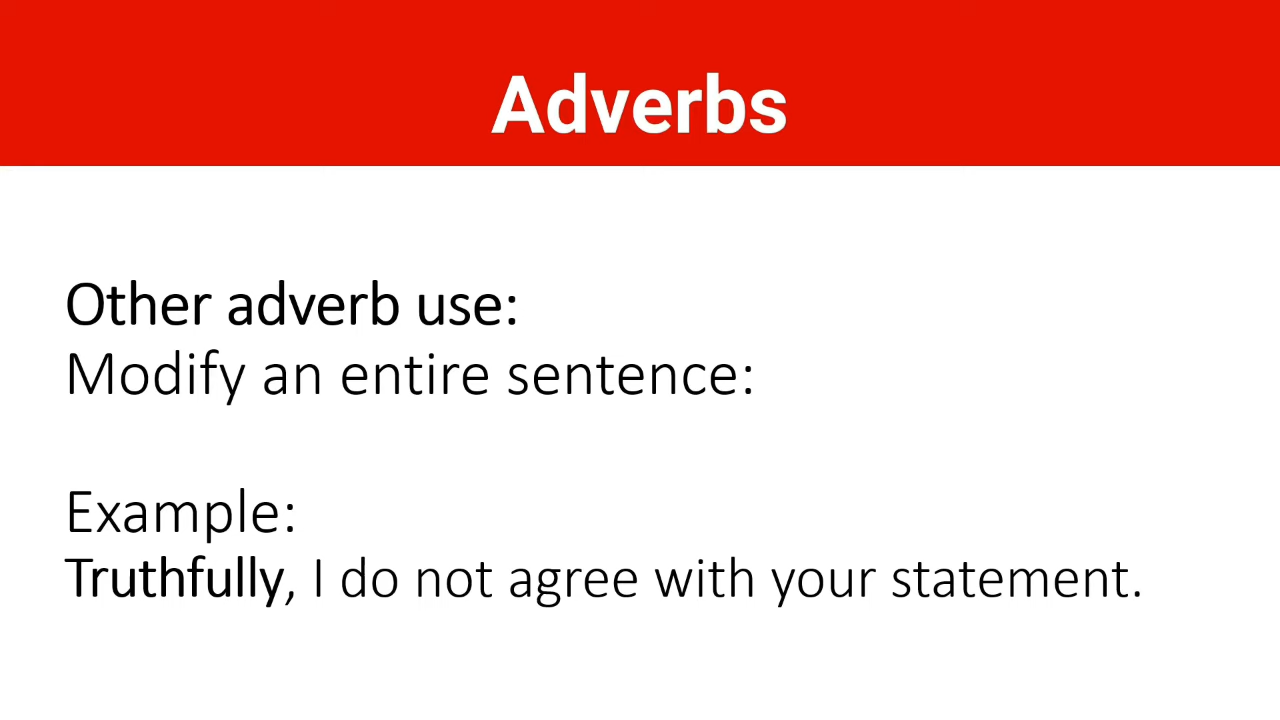 Adverbs
Other adverb use:
Modify an entire sentence:
Example:
Truthfully, I do not agree with your statement.